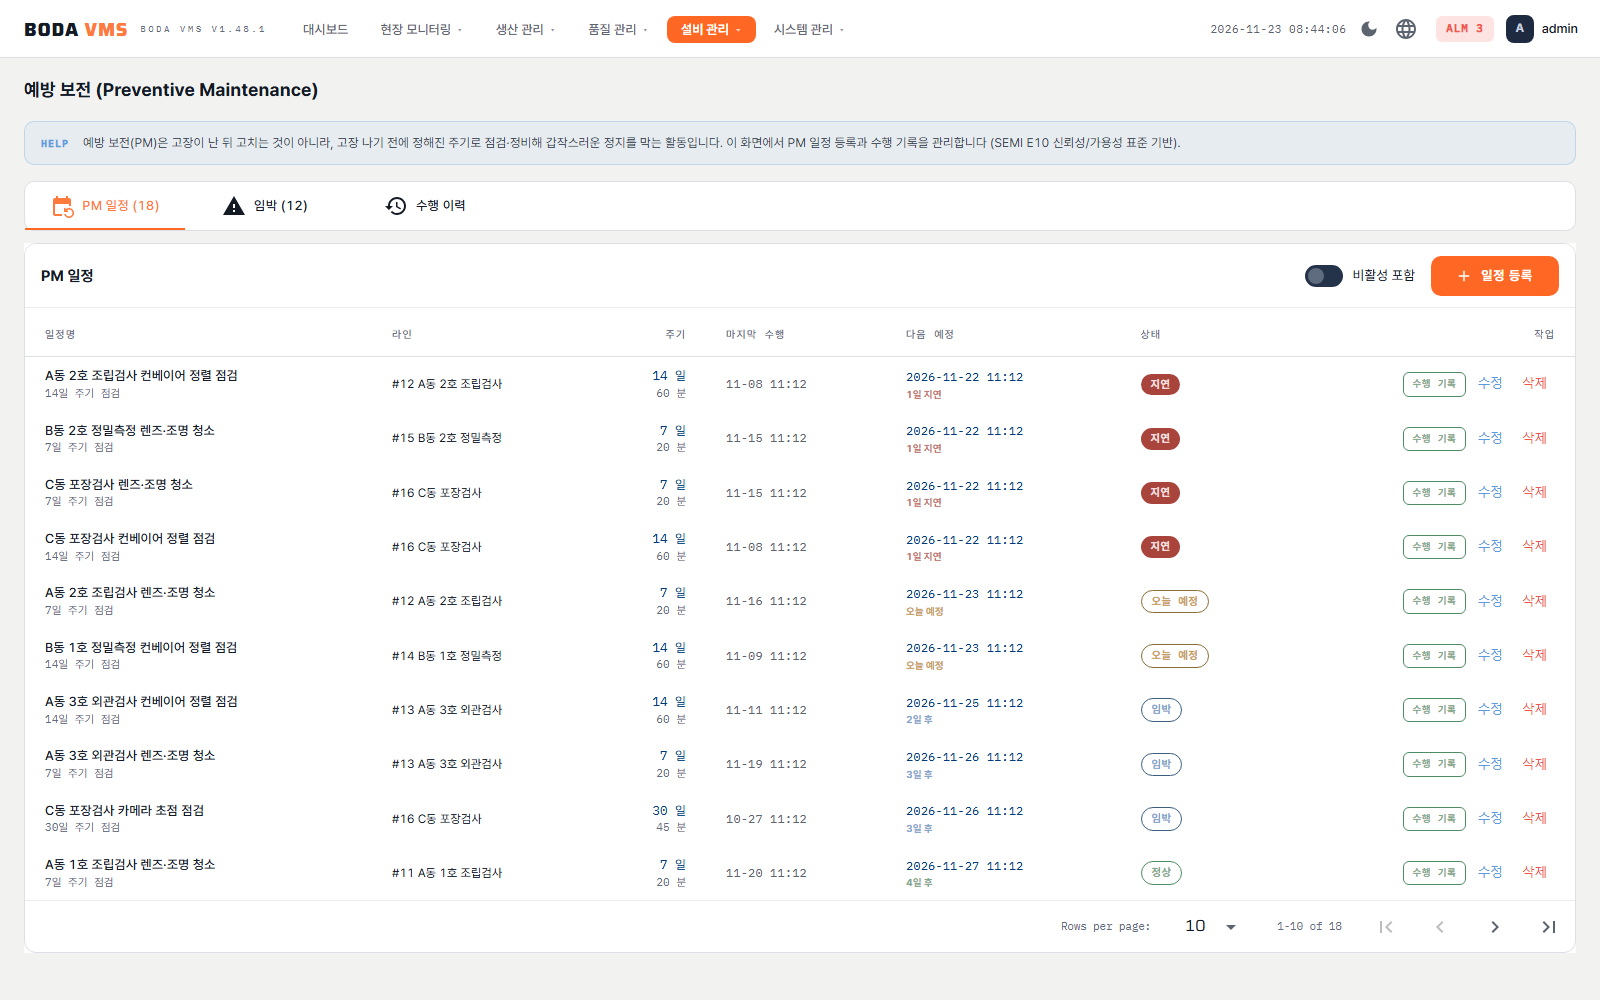 BODA VMS BODA VMS V1.48.1 대시보드 현장 모니터링 생산 관리 품질 관리 설비 관리 시스템 관리 2026-11-23 08:44:06 ALM 3 A admin
예방 보전 (Preventive Maintenance)
HELP 예방 보전(PM)은 고장이 난 뒤 고치는 것이 아니라, 고장 나기 전에 정해진 주기로 점검·정비해 갑작스러운 정지를 막는 활동입니다. 이 화면에서 PM 일정 등록과 수행 기록을 관리합니다 (SEMI E10 신뢰성/가용성 표준 기반).
PM 일정 (18) 임박 (12) 수행 이력
PM 일정 비활성 포함 + 일정 등록
일정명 라인 주기 마지막 수행 다음 예정 상태 작업
A동 2호 조립검사 컨베이어 정렬 점검 #12 A동 2호 조립검사 14 일 11-08 11:12 2026-11-22 11:12 지연 수행 기록 수정 삭제
14일 주기 점검 60 분 1일 지연
B동 2호 정밀측정 렌즈·조명 청소 #15 B동 2호 정밀측정 7 일 11-15 11:12 2026-11-22 11:12 지연 수행 기록 수정 삭제
7일 주기 점검 20 분 1일 지연
C동 포장검사 렌즈·조명 청소 #16 C동 포장검사 7 일 11-15 11:12 2026-11-22 11:12 지연 수행 기록 수정 삭제
7일 주기 점검 20 분 1일 지연
C동 포장검사 컨베이어 정렬 점검 #16 C동 포장검사 14 일 11-08 11:12 2026-11-22 11:12 지연 수행 기록 수정 삭제
14일 주기 점검 60 분 1일 지연
A동 2호 조립검사 렌즈·조명 청소 #12 A동 2호 조립검사 7 일 11-16 11:12 2026-11-23 11:12 오늘 예정 수행 기록 수정 삭제
7일 주기 점검 20 분 오늘 예정
B동 1호 정밀측정 컨베이어 정렬 점검 #14 B동 1호 정밀측정 14 일 11-09 11:12 2026-11-23 11:12 오늘 예정 수행 기록 수정 삭제
14일 주기 점검 60 분 오늘 예정
A동 3호 외관검사 컨베이어 정렬 점검 #13 A동 3호 외관검사 14 일 11-11 11:12 2026-11-25 11:12 임박 수행 기록 수정 삭제
14일 주기 점검 60 분 2일 후
A동 3호 외관검사 렌즈·조명 청소 #13 A동 3호 외관검사 7 일 11-19 11:12 2026-11-26 11:12 임박 수행 기록 수정 삭제
7일 주기 점검 20 분 3일 후
C동 포장검사 카메라 초점 점검 #16 C동 포장검사 30 일 10-27 11:12 2026-11-26 11:12 임박 수행 기록 수정 삭제
30일 주기 점검 45 분 3일 후
A동 1호 조립검사 렌즈·조명 청소 #11 A동 1호 조립검사 7 일 11-20 11:12 2026-11-27 11:12 정상 수행 기록 수정 삭제
7일 주기 점검 20 분 4일 후
Rows per page: 10 1-10 of 18